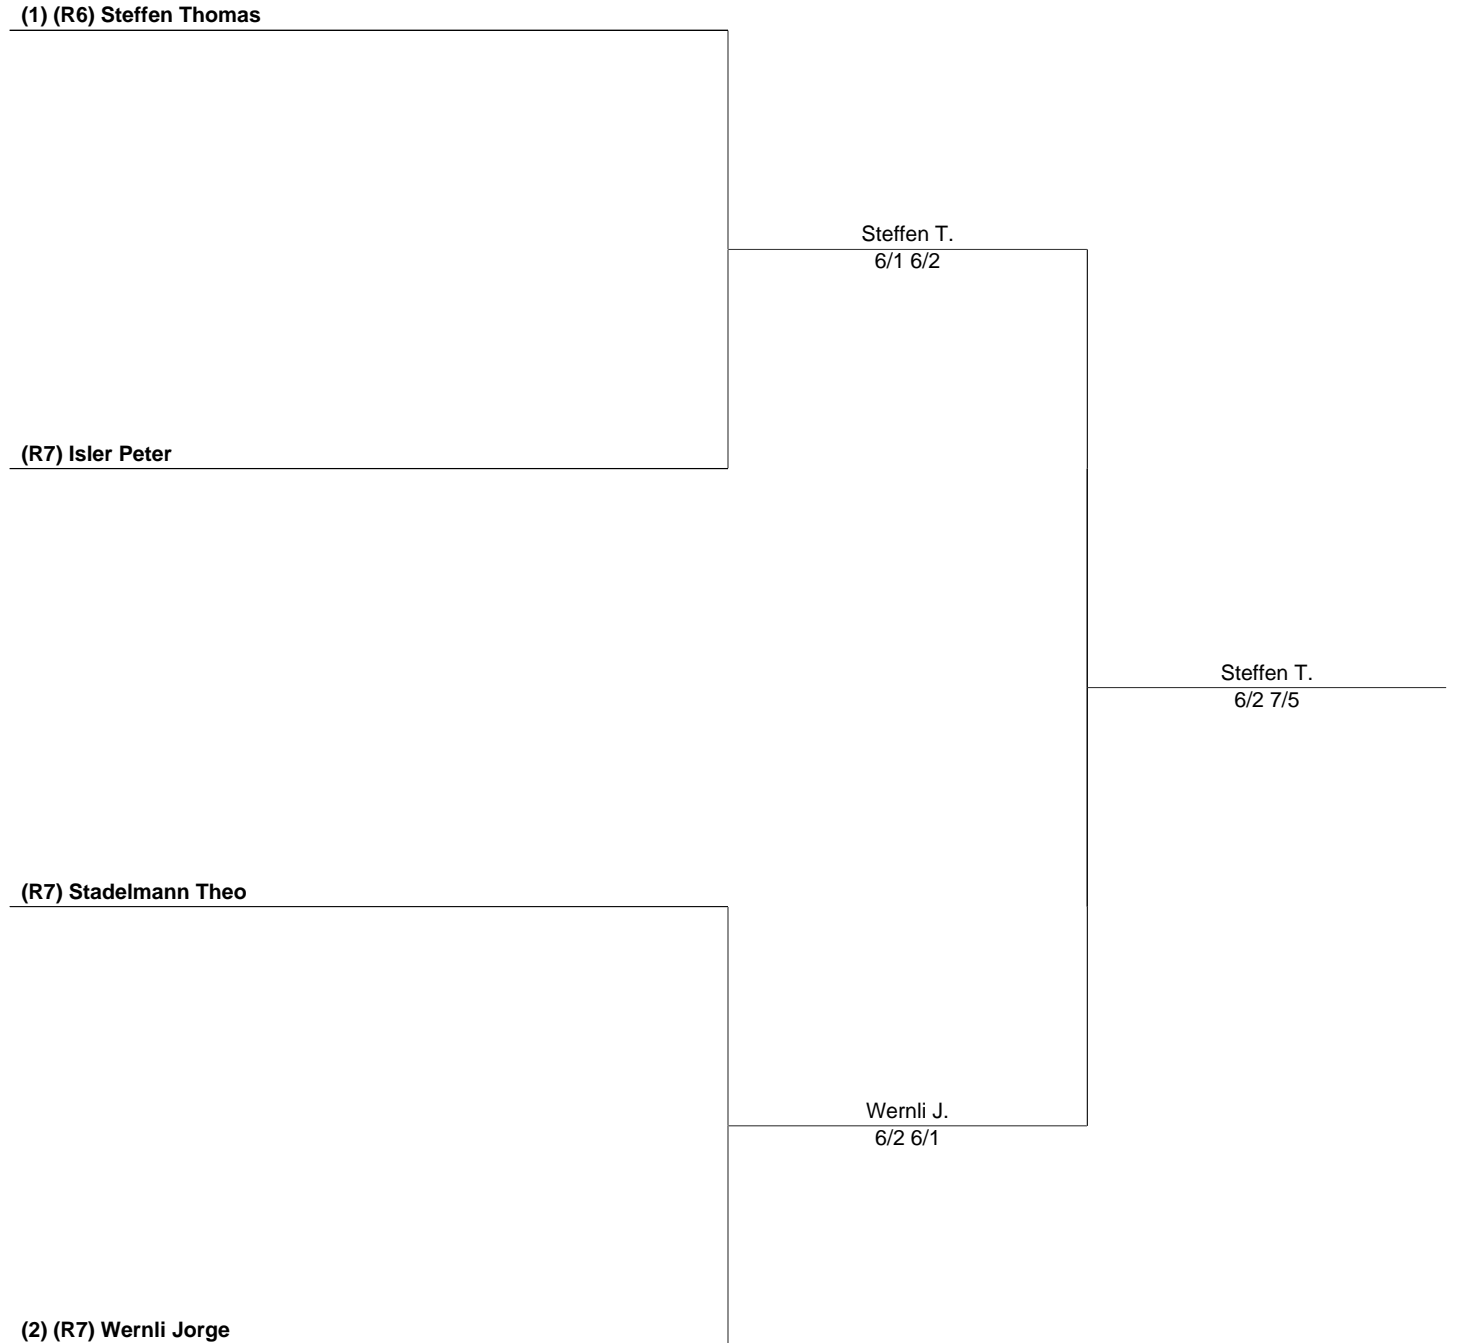 (1) (R6) Steffen Thomas
Steffen T.
6/1 6/2
(R7) Isler Peter
Steffen T.
6/2 7/5
(R7) Stadelmann Theo
Wernli J.
6/2 6/1
(2) (R7) Wernli Jorge